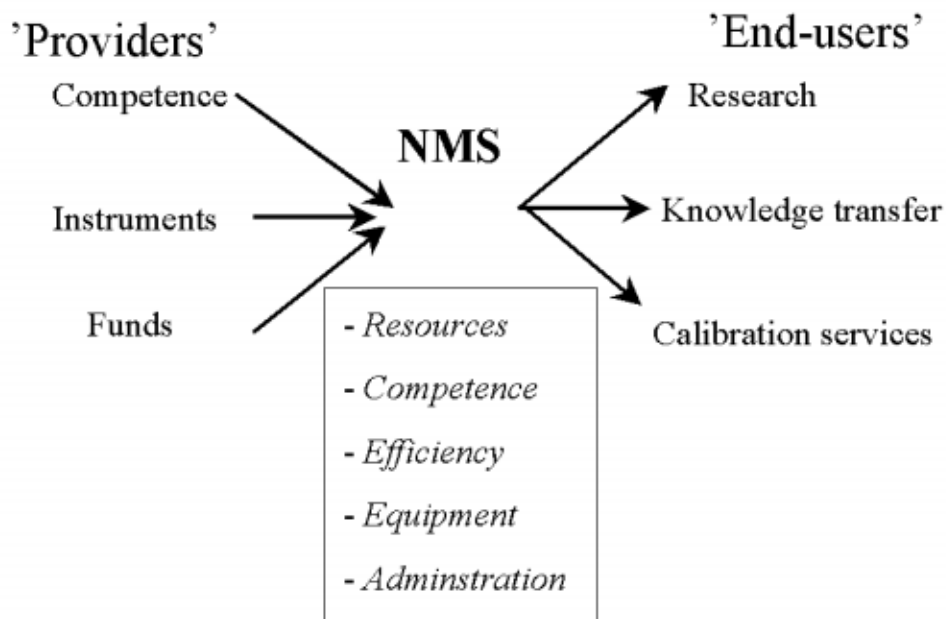 'Providers'
Competence
Instruments
Funds
NMS
- Resources
- Competence
- Efficiency
- Equipment
- Adminstration
'End-users'
Research
Knowledge transfer
Calibration services